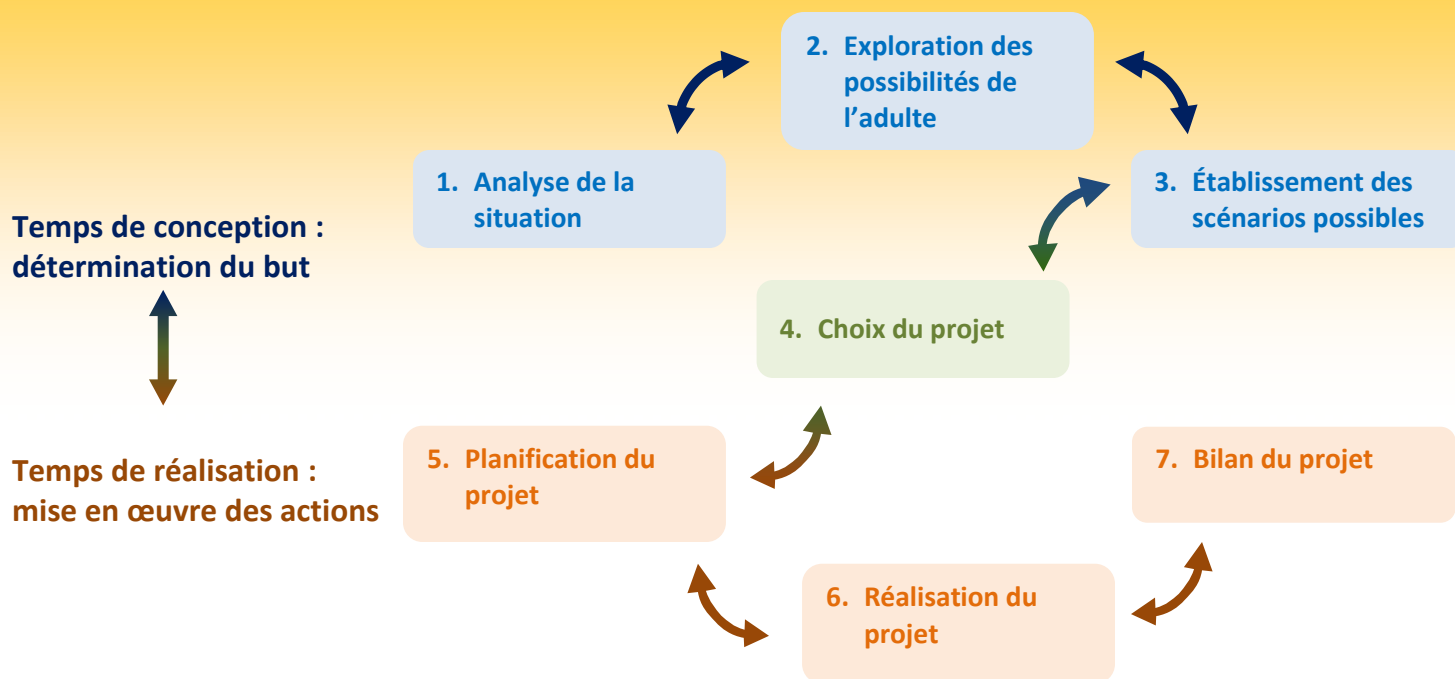 2. Exploration des
possibilités de
l’adulte
1. Analyse de la
situation
3. Établissement des
scénarios possibles
Temps de conception :
détermination du but
4. Choix du projet
Temps de réalisation :
mise en œuvre des actions
5. Planification du
projet
7. Bilan du projet
6. Réalisation du
projet